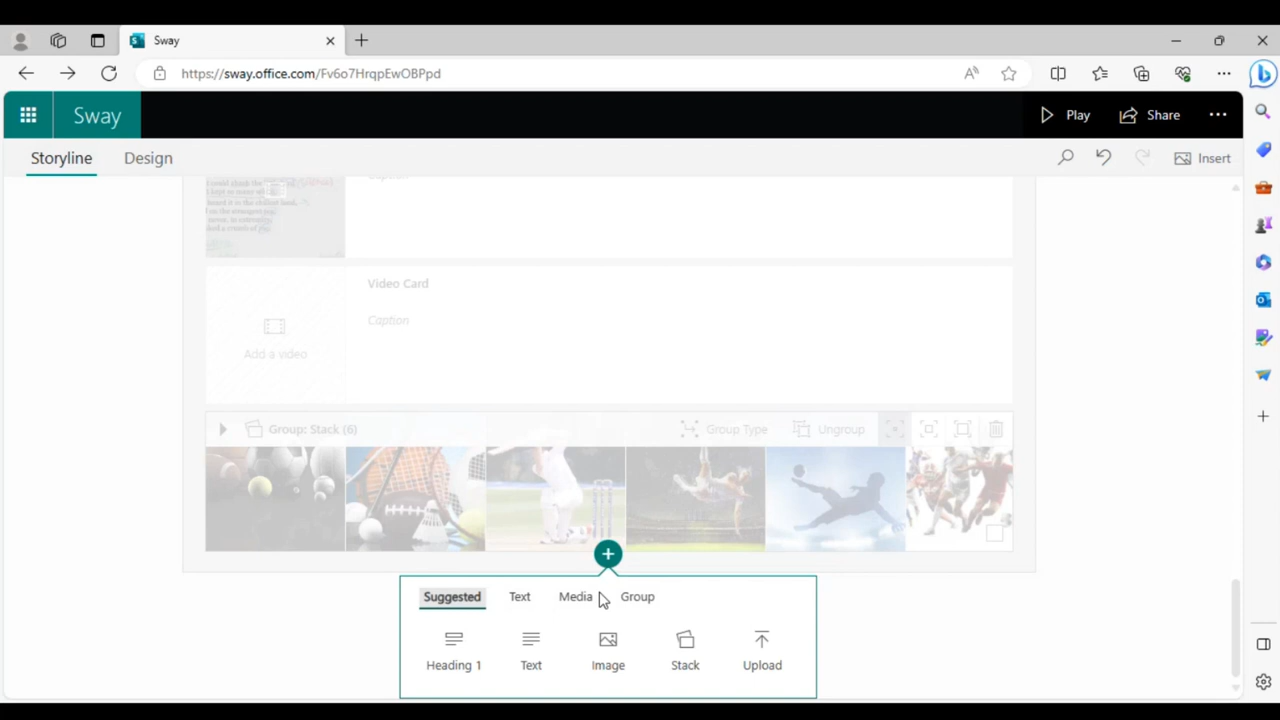 Sway
https://sway.office.com/Fv6o7HrqpEwOBPpd
Sway
Play
Share
Storyline
Design
Insert
Caption
Video Card
Caption
Add a video
Group: Stack (6)
Group Type
Ungroup
Suggested
Text
Media
Group
Heading 1
Text
Image
Stack
Upload